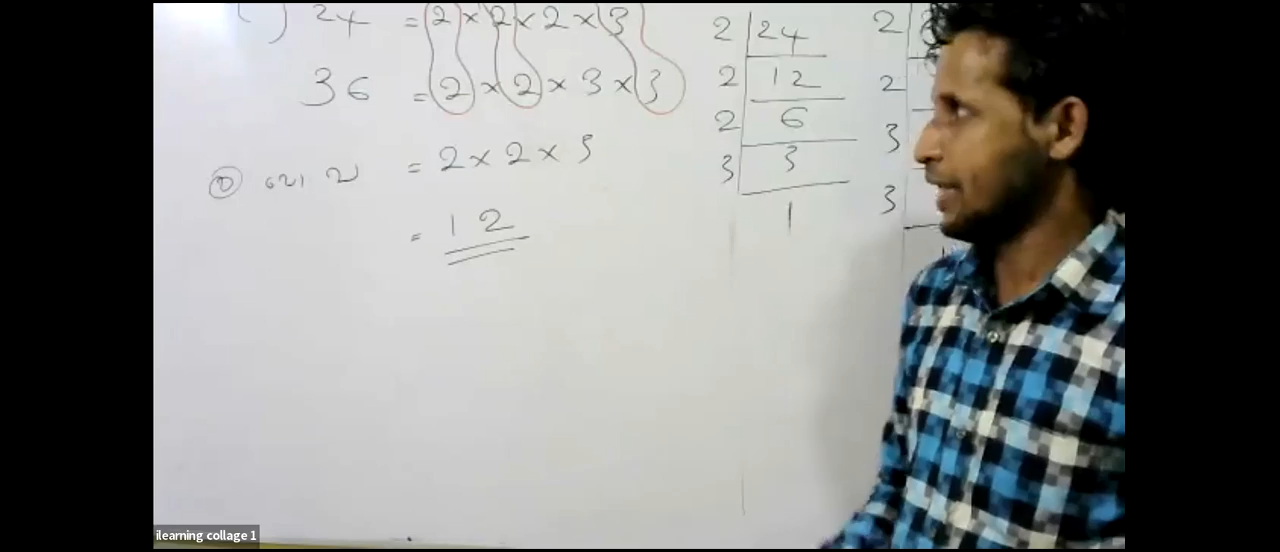 ) 24 = 2 × 2 × 2 × 3
36 = 2 × 2 × 3 × 3
= 2 × 2 × 3
= 12
2 | 24
2 | 12
2 | 6
3 | 3
1
2
2
3
3
ilearning collage 1